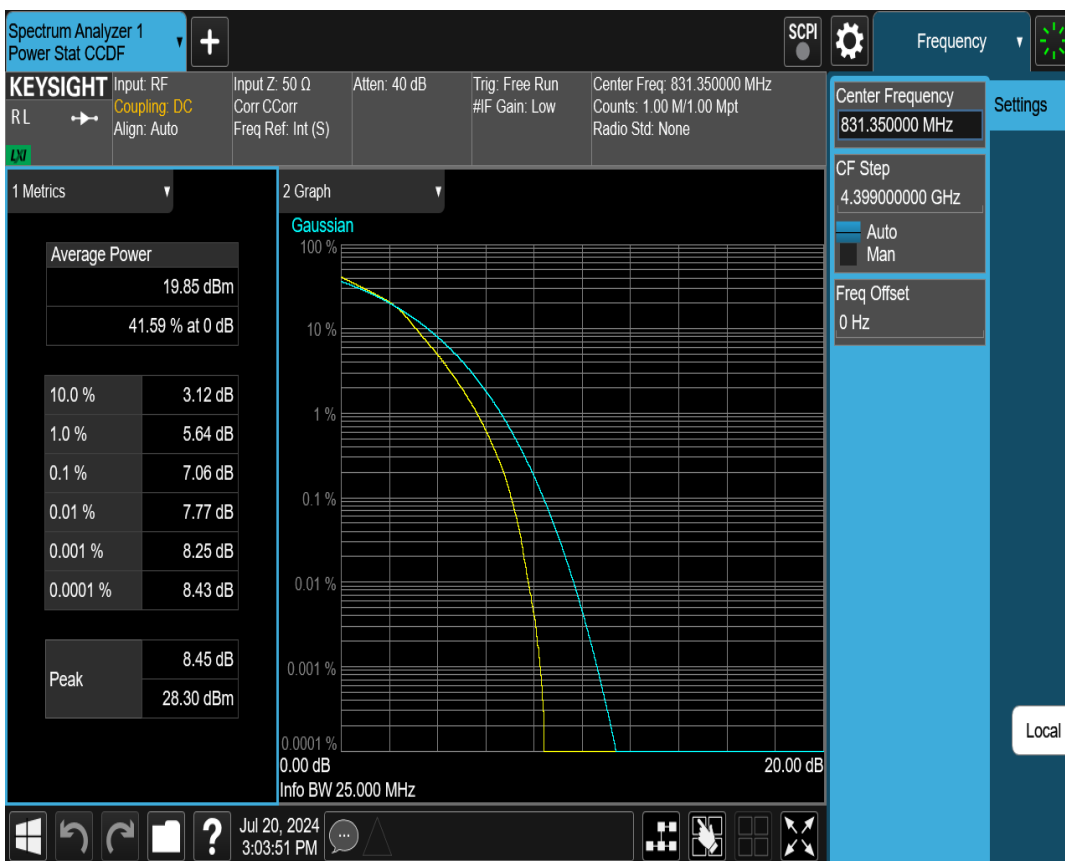 Spectrum Analyzer 1
Power Stat CCDF
+
SCPI
Frequency
KEYSIGHT
RL
LXI
Input: RF
Coupling: DC
Align: Auto
Input Z: 50 Ω
Corr CCorr
Freq Ref: Int (S)
Atten: 40 dB
Trig: Free Run
#IF Gain: Low
Center Freq: 831.350000 MHz
Counts: 1.00 M/1.00 Mpt
Radio Std: None
Center Frequency
831.350000 MHz
Settings
CF Step
4.399000000 GHz
Auto
Man
Freq Offset
0 Hz
Local
1 Metrics
Average Power
19.85 dBm
41.59 % at 0 dB
10.0 % 3.12 dB
1.0 % 5.64 dB
0.1 % 7.06 dB
0.01 % 7.77 dB
0.001 % 8.25 dB
0.0001 % 8.43 dB
Peak
8.45 dB
28.30 dBm
2 Graph
Gaussian
100 %
10 %
1 %
0.1 %
0.01 %
0.001 %
0.0001 %
0.00 dB 20.00 dB
Info BW 25.000 MHz
?
Jul 20, 2024
3:03:51 PM